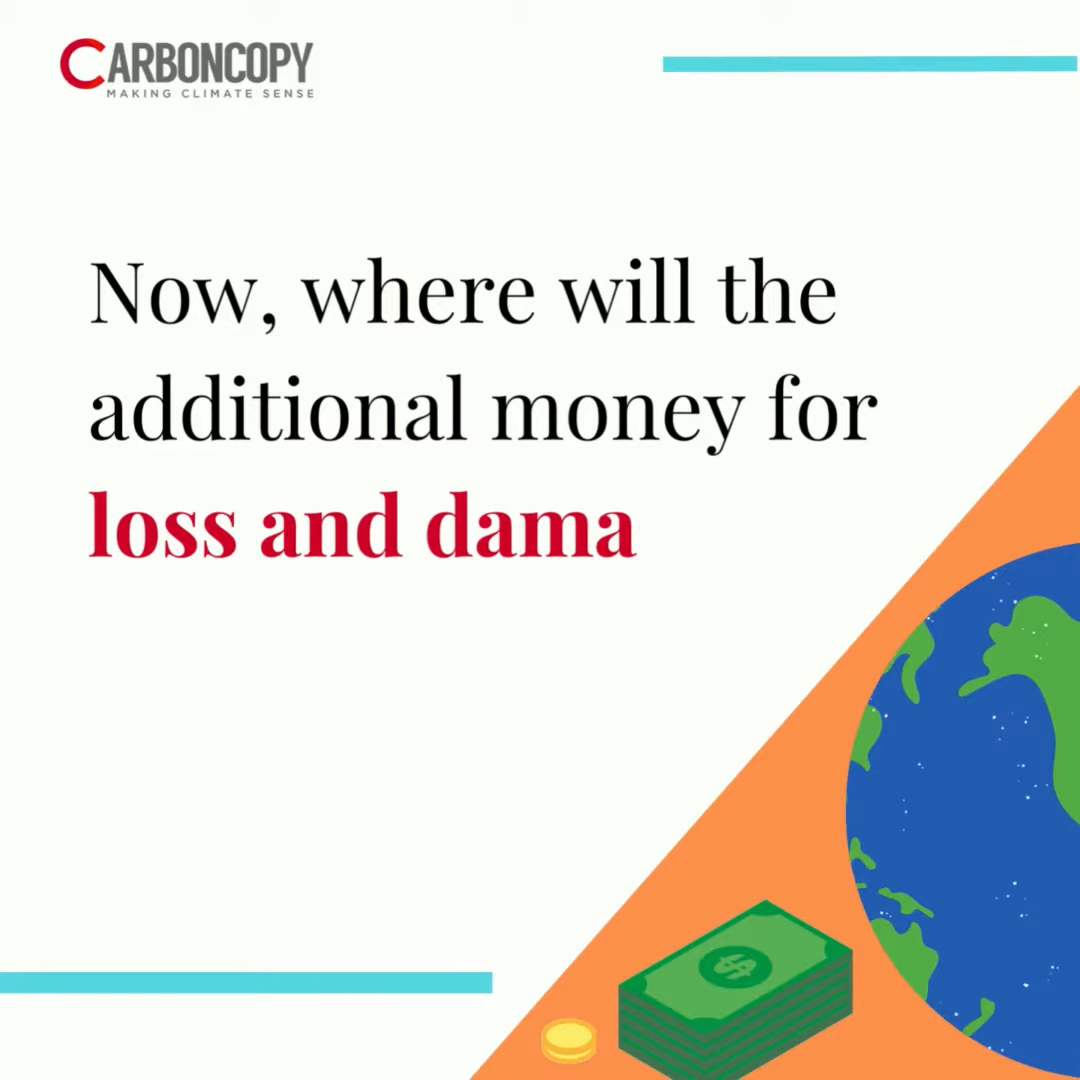 CARBONCOPY
MAKING CLIMATE SENSE
Now, where will the
additional money for
loss and dama
$